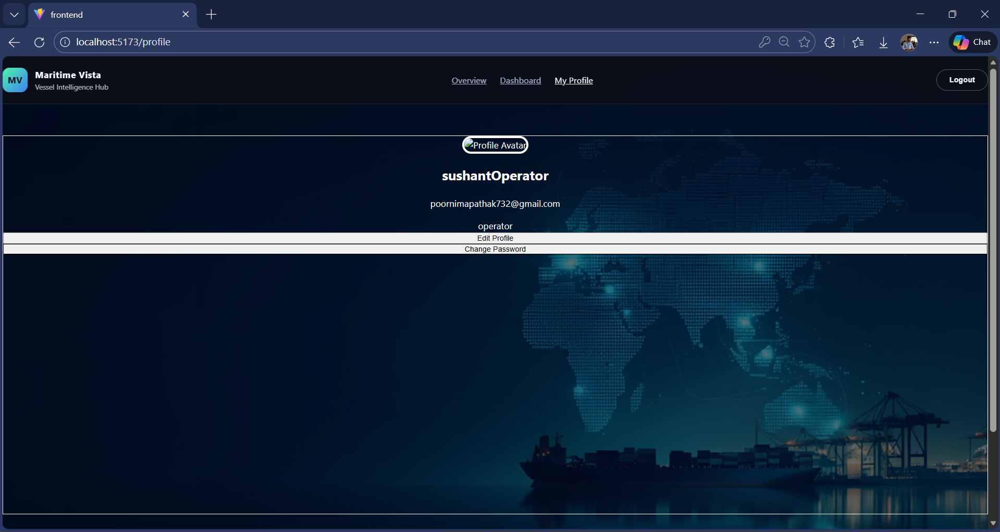 frontend
localhost:5173/profile
Chat
MV
Maritime Vista
Vessel Intelligence Hub
Overview
Dashboard
My Profile
Logout
Profile Avatar
sushantOperator
poornimapathak732@gmail.com
operator
Edit Profile
Change Password